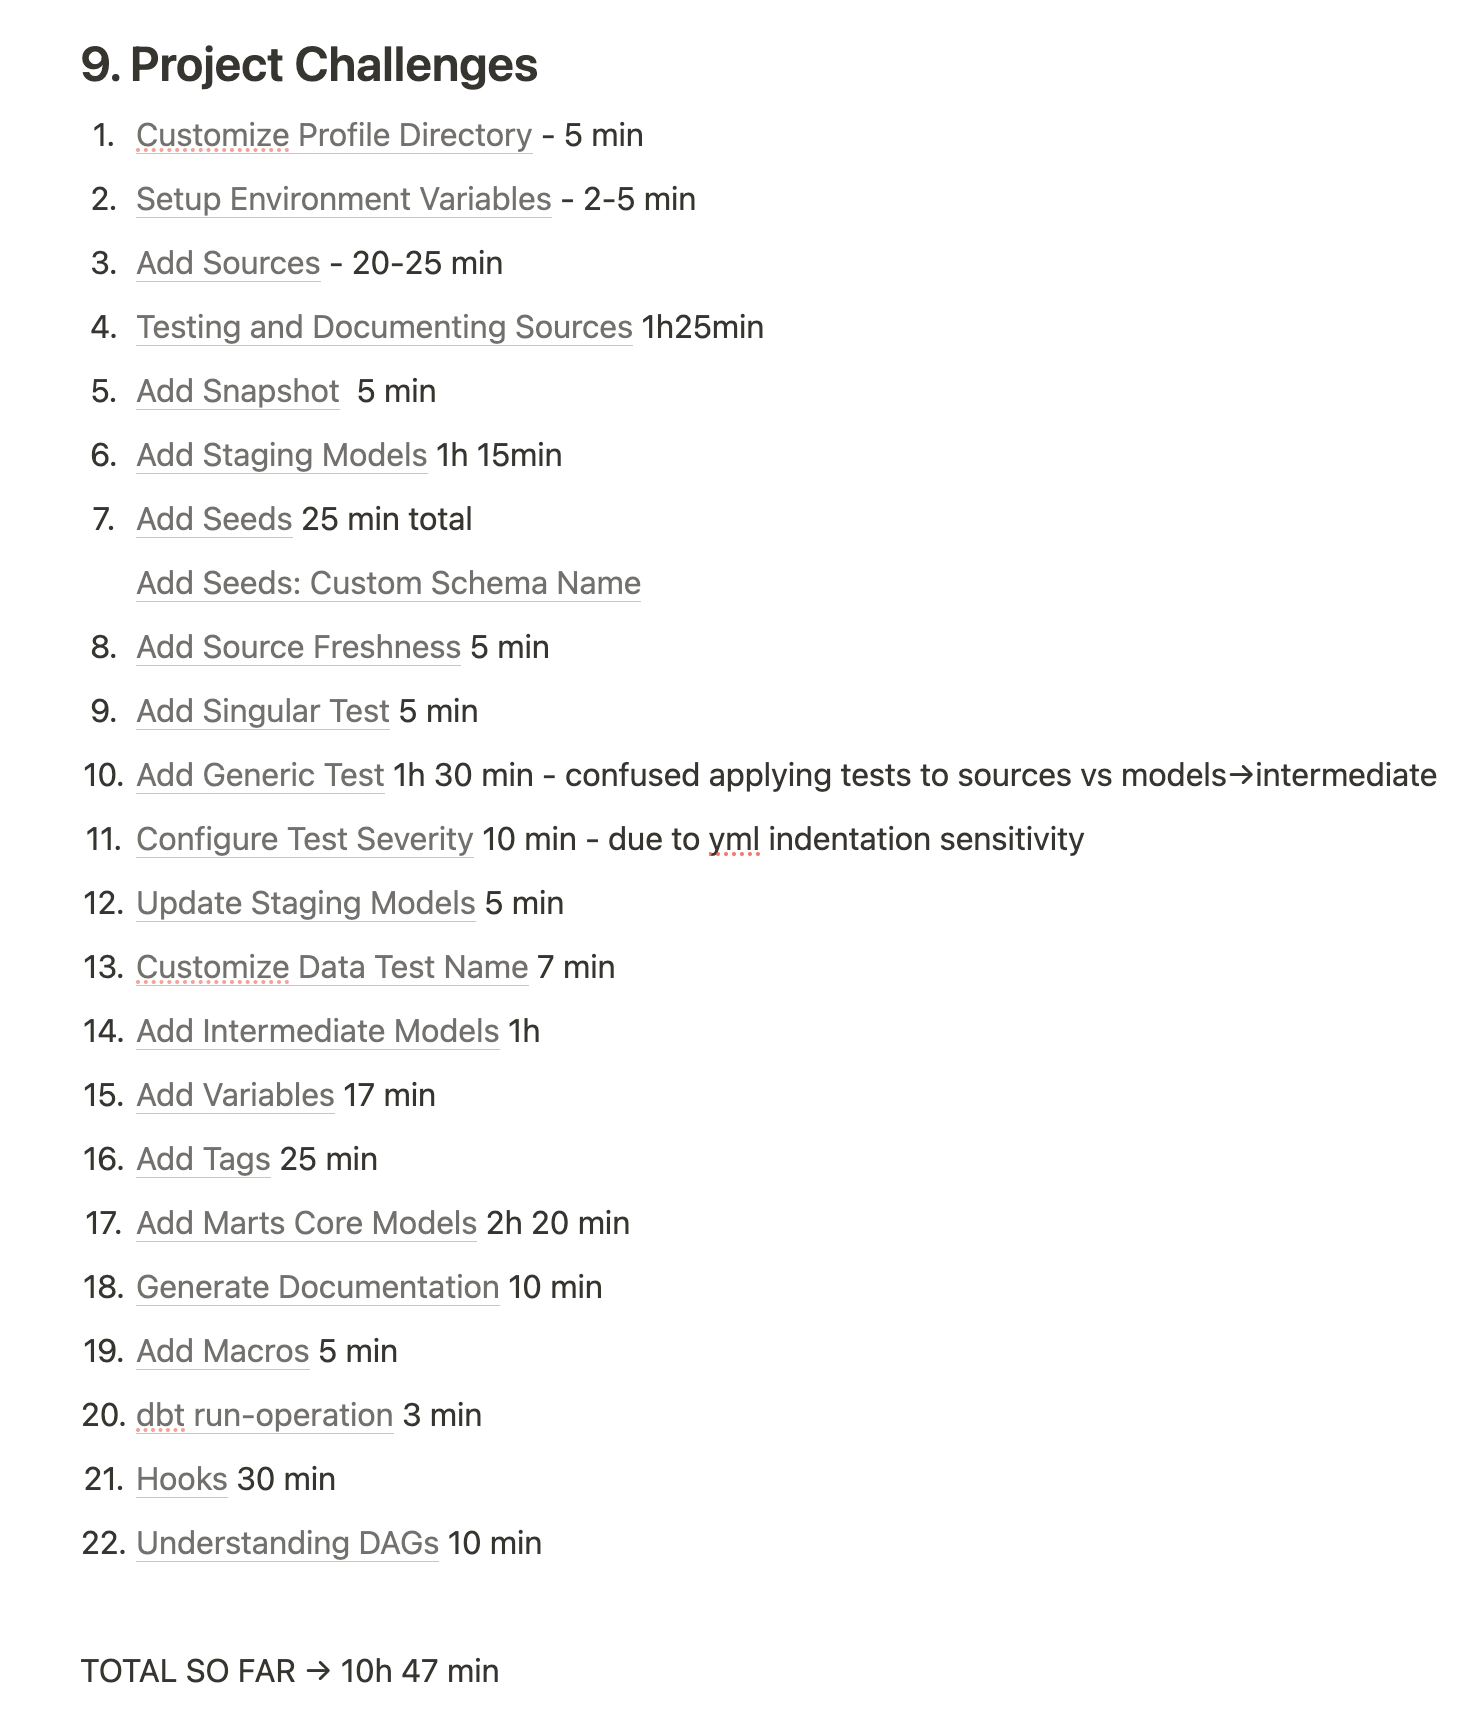 9. Project Challenges
1. Customize Profile Directory - 5 min
2. Setup Environment Variables - 2-5 min
3. Add Sources - 20-25 min
4. Testing and Documenting Sources 1h25min
5. Add Snapshot  5 min
6. Add Staging Models 1h 15min
7. Add Seeds 25 min total
Add Seeds: Custom Schema Name
8. Add Source Freshness 5 min
9. Add Singular Test 5 min
10. Add Generic Test 1h 30 min - confused applying tests to sources vs models→intermediate
11. Configure Test Severity 10 min - due to yml indentation sensitivity
12. Update Staging Models 5 min
13. Customize Data Test Name 7 min
14. Add Intermediate Models 1h
15. Add Variables 17 min
16. Add Tags 25 min
17. Add Marts Core Models 2h 20 min
18. Generate Documentation 10 min
19. Add Macros 5 min
20. dbt run-operation 3 min
21. Hooks 30 min
22. Understanding DAGs 10 min
TOTAL SO FAR → 10h 47 min